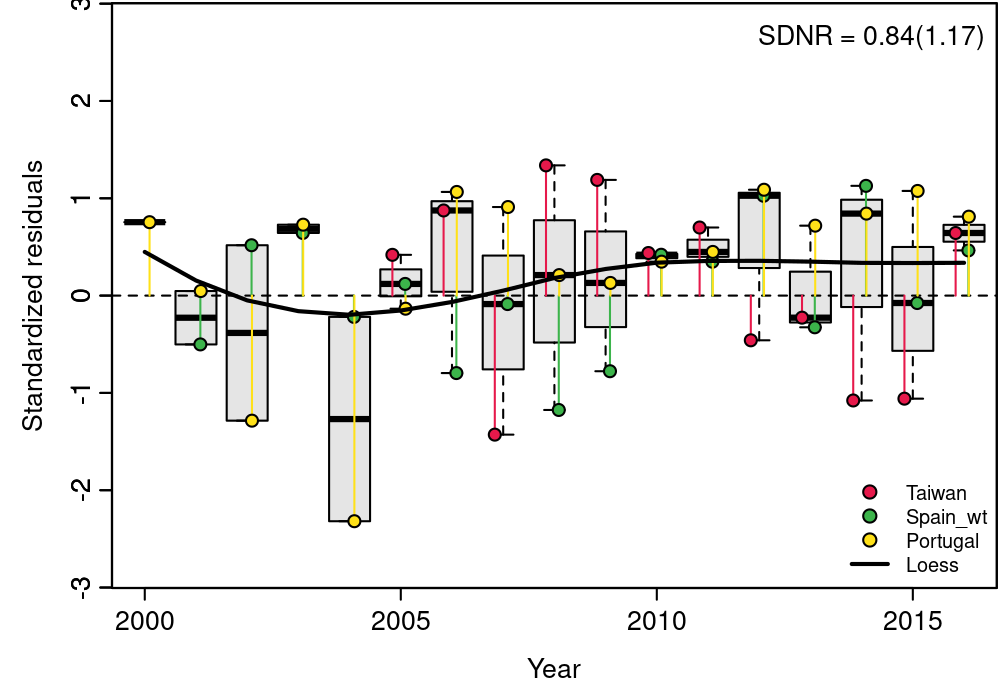 SDNR = 0.84(1.17)
3
2
1
0
-1
-2
-3
Standardized residuals
Taiwan
Spain_wt
Portugal
Loess
2000 2005 2010 2015
Year